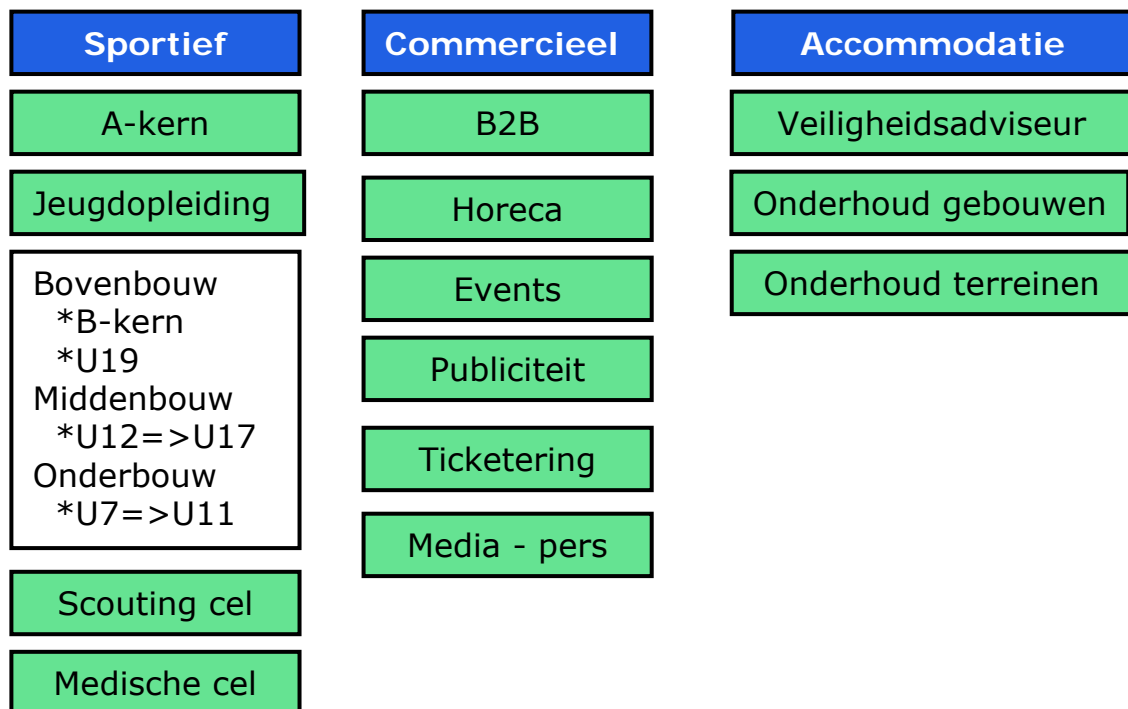 Sportief
A-kern
Jeugdopleiding
Bovenbouw
*B-kern
*U19
Middenbouw
*U12=>U17
Onderbouw
*U7=>U11
Scouting cel
Medische cel
Commercieel
B2B
Horeca
Events
Publiciteit
Ticketering
Media - pers
Accommodatie
Veiligheidsadviseur
Onderhoud gebouwen
Onderhoud terreinen